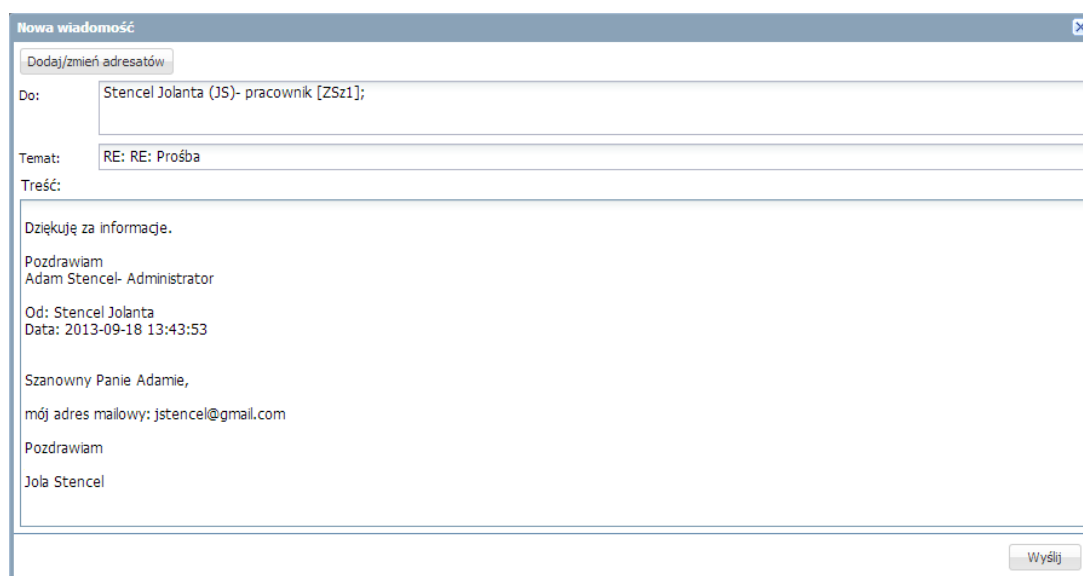 Nowa wiadomość
Dodaj/zmień adresatów
Do: Stencel Jolanta (JS)- pracownik [ZSz1];
Temat: RE: RE: Prośba
Treść:
Dziękuję za informacje.
Pozdrawiam
Adam Stencel- Administrator
Od: Stencel Jolanta
Data: 2013-09-18 13:43:53
Szanowny Panie Adamie,
mój adres mailowy: jstencel@gmail.com
Pozdrawiam
Jola Stencel
Wyślij